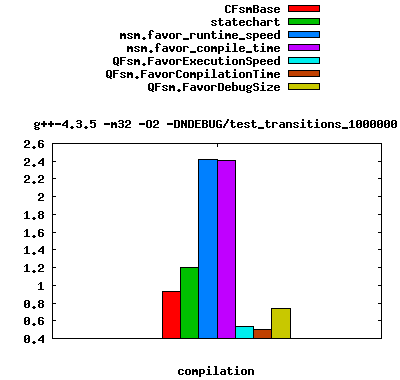 CFsmBase
statechart
msm.favor_runtime_speed
msm.favor_compile_time
QFsm.FavorExecutionSpeed
QFsm.FavorCompilationTime
QFsm.FavorDebugSize
g++-4.3.5 -m32 -O2 -DNDEBUG/test_transitions_1000000
2.6
2.4
2.2
2
1.8
1.6
1.4
1.2
1
0.8
0.6
0.4
compilation